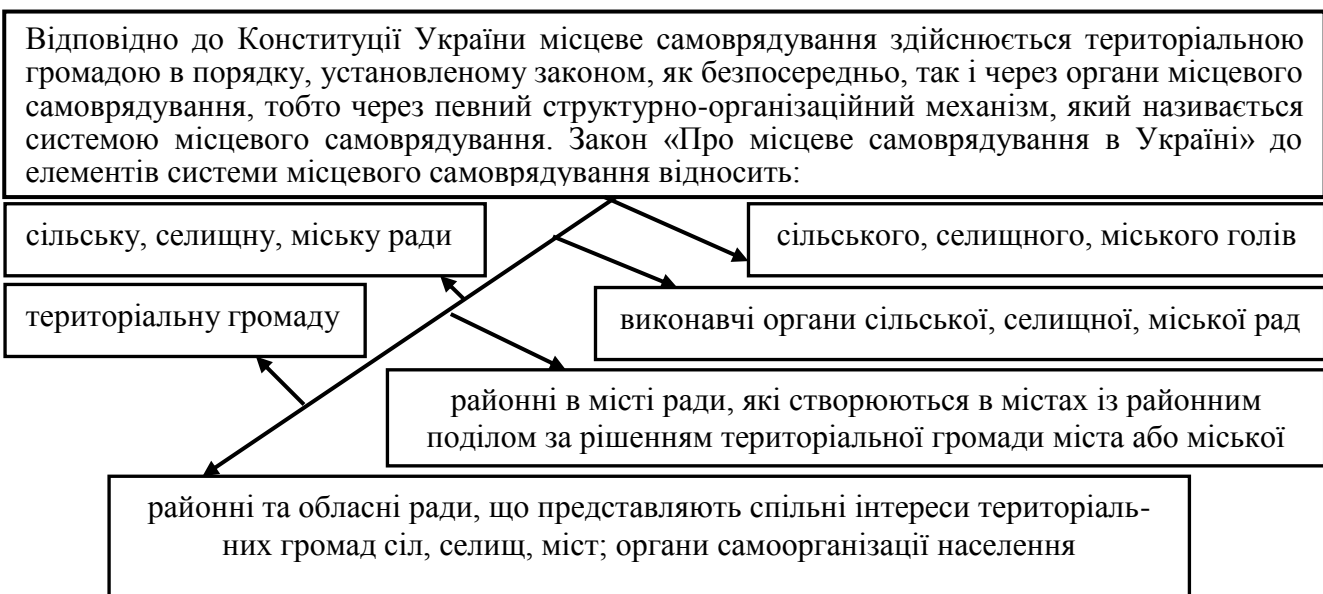 Відповідно до Конституції України місцеве самоврядування здійснюється територіальною
громадою в порядку, установленому законом, як безпосередньо, так і через органи місцевого
самоврядування, тобто через певний структурно-організаційний механізм, який називається
системою місцевого самоврядування. Закон «Про місцеве самоврядування в Україні» до
елементів системи місцевого самоврядування відносить:
сільську, селищну, міську ради
сільського, селищного, міського голів
територіальну громаду
виконавчі органи сільської, селищної, міської рад
районні в місті ради, які створюються в містах із районним
поділом за рішенням територіальної громади міста або міської
районні та обласні ради, що представляють спільні інтереси територіаль-
них громад сіл, селищ, міст; органи самоорганізації населення